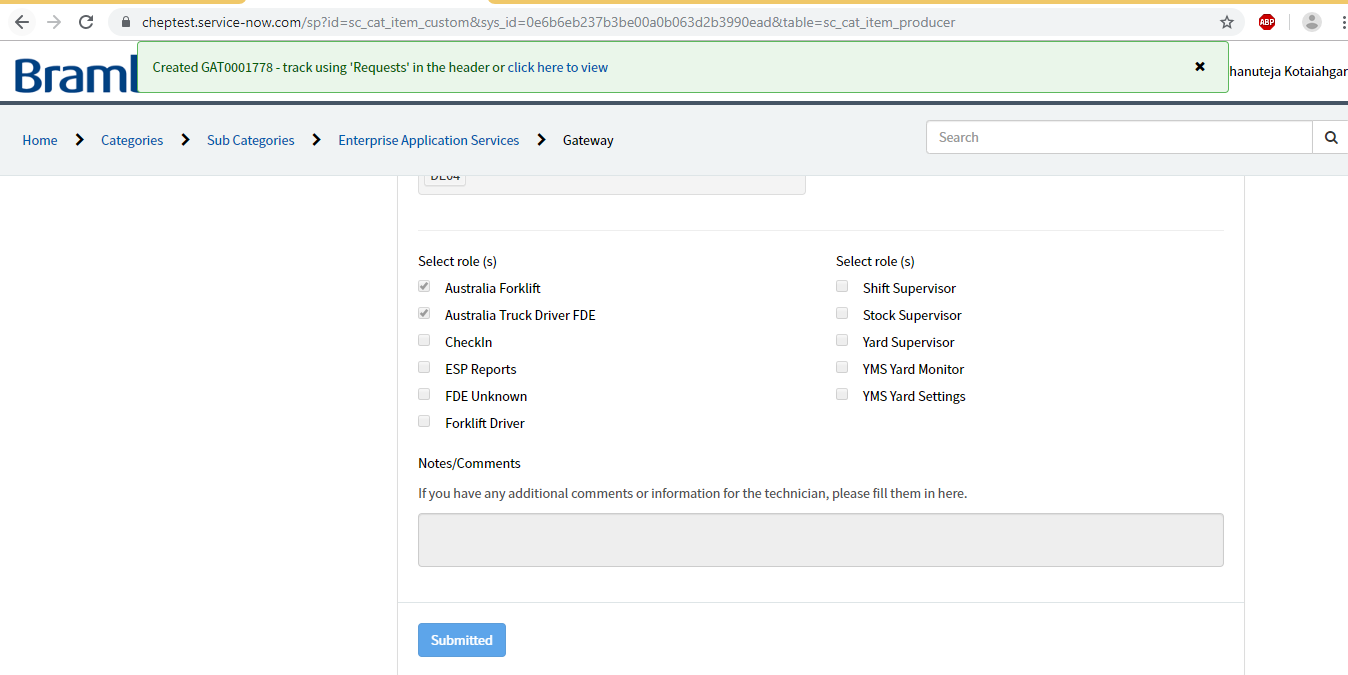 cheptest.service-now.com/sp?id=sc_cat_item_custom&sys_id=0e6b6eb237b3be00a0b063d2b3990ead&table=sc_cat_item_producer
ABP
Created GAT0001778 - track using 'Requests' in the header or click here to view
Braml
hanuteja Kotaiahgar
Home Categories Sub Categories Enterprise Application Services Gateway
Search
DE04
Select role (s)
Australia Forklift
Australia Truck Driver FDE
CheckIn
ESP Reports
FDE Unknown
Forklift Driver
Select role (s)
Shift Supervisor
Stock Supervisor
Yard Supervisor
YMS Yard Monitor
YMS Yard Settings
Notes/Comments
If you have any additional comments or information for the technician, please fill them in here.
Submitted